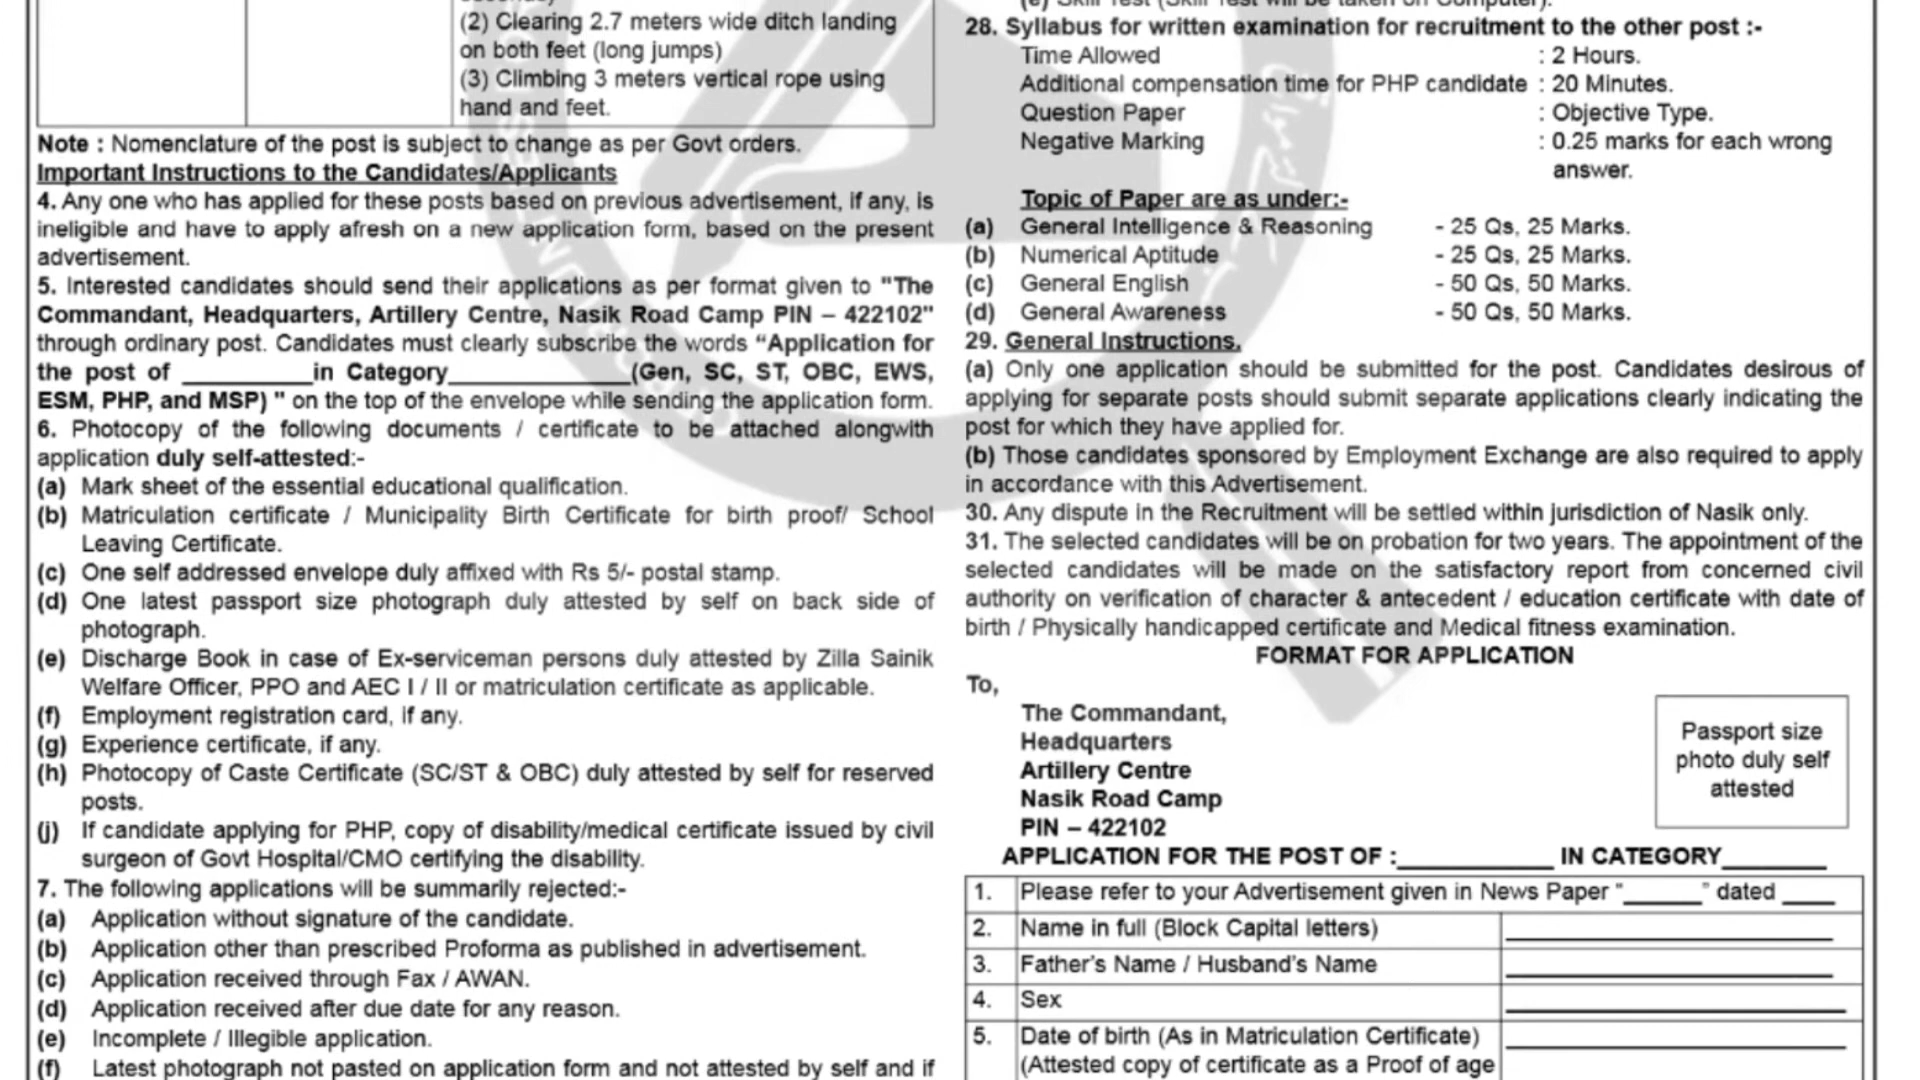 (2) Clearing 2.7 meters wide ditch landing
on both feet (long jumps)
(3) Climbing 3 meters vertical rope using
hand and feet.
Note : Nomenclature of the post is subject to change as per Govt orders.
Important Instructions to the Candidates/Applicants
4. Any one who has applied for these posts based on previous advertisement, if any, is
ineligible and have to apply afresh on a new application form, based on the present
advertisement.
5. Interested candidates should send their applications as per format given to "The
Commandant, Headquarters, Artillery Centre, Nasik Road Camp PIN – 422102"
through ordinary post. Candidates must clearly subscribe the words “Application for
the post of __________in Category______________(Gen, SC, ST, OBC, EWS,
ESM, PHP, and MSP) " on the top of the envelope while sending the application form.
6. Photocopy of the following documents / certificate to be attached alongwith
application duly self-attested:-
(a) Mark sheet of the essential educational qualification.
(b) Matriculation certificate / Municipality Birth Certificate for birth proof/ School
Leaving Certificate.
(c) One self addressed envelope duly affixed with Rs 5/- postal stamp.
(d) One latest passport size photograph duly attested by self on back side of
photograph.
(e) Discharge Book in case of Ex-serviceman persons duly attested by Zilla Sainik
Welfare Officer, PPO and AEC I / II or matriculation certificate as applicable.
(f) Employment registration card, if any.
(g) Experience certificate, if any.
(h) Photocopy of Caste Certificate (SC/ST & OBC) duly attested by self for reserved
posts.
(j) If candidate applying for PHP, copy of disability/medical certificate issued by civil
surgeon of Govt Hospital/CMO certifying the disability.
7. The following applications will be summarily rejected:-
(a) Application without signature of the candidate.
(b) Application other than prescribed Proforma as published in advertisement.
(c) Application received through Fax / AWAN.
(d) Application received after due date for any reason.
(e) Incomplete / Illegible application.
(f) Latest photograph not pasted on application form and not attested by self and if
(e) Skill Test (Skill Test will be taken on Computer).
28. Syllabus for written examination for recruitment to the other post :-
Time Allowed : 2 Hours.
Additional compensation time for PHP candidate : 20 Minutes.
Question Paper : Objective Type.
Negative Marking : 0.25 marks for each wrong
answer.
Topic of Paper are as under:-
(a) General Intelligence & Reasoning - 25 Qs, 25 Marks.
(b) Numerical Aptitude - 25 Qs, 25 Marks.
(c) General English - 50 Qs, 50 Marks.
(d) General Awareness - 50 Qs, 50 Marks.
29. General Instructions.
(a) Only one application should be submitted for the post. Candidates desirous of
applying for separate posts should submit separate applications clearly indicating the
post for which they have applied for.
(b) Those candidates sponsored by Employment Exchange are also required to apply
in accordance with this Advertisement.
30. Any dispute in the Recruitment will be settled within jurisdiction of Nasik only.
31. The selected candidates will be on probation for two years. The appointment of the
selected candidates will be made on the satisfactory report from concerned civil
authority on verification of character & antecedent / education certificate with date of
birth / Physically handicapped certificate and Medical fitness examination.
FORMAT FOR APPLICATION
To,
The Commandant,
Headquarters
Artillery Centre
Nasik Road Camp
PIN – 422102
Passport size
photo duly self
attested
APPLICATION FOR THE POST OF :____________ IN CATEGORY________
1. Please refer to your Advertisement given in News Paper “______” dated ____
2. Name in full (Block Capital letters)
3. Father's Name / Husband's Name
4. Sex
5. Date of birth (As in Matriculation Certificate)
(Attested copy of certificate as a Proof of age